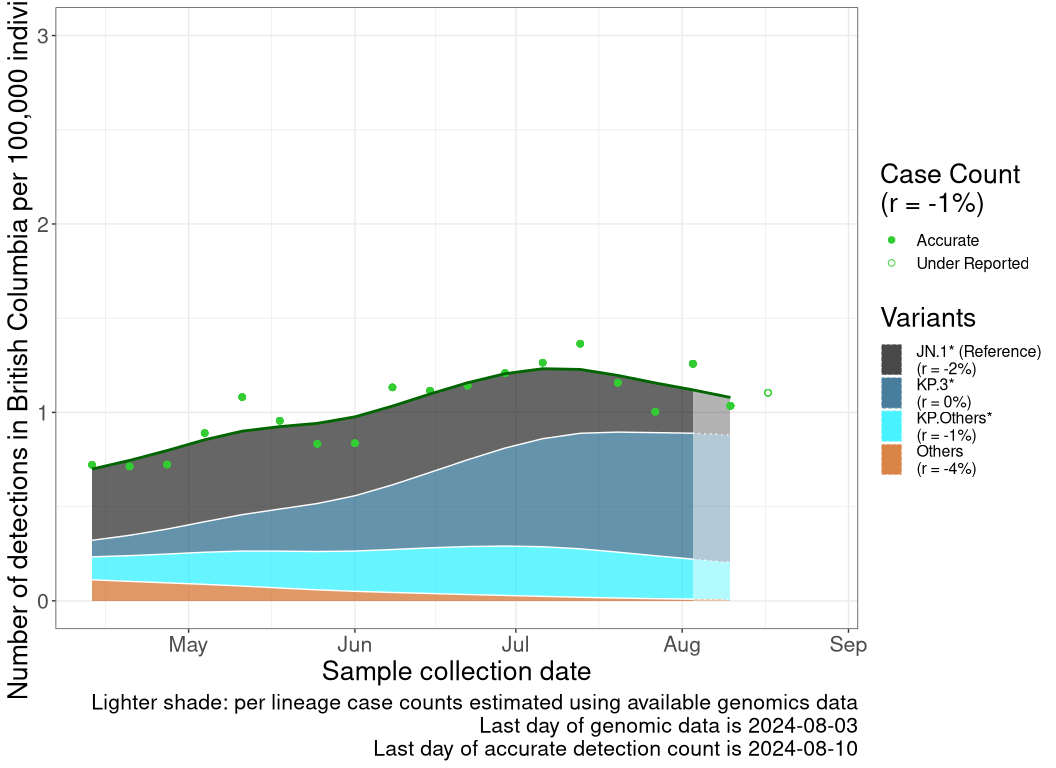 Number of detections in British Columbia per 100,000
3
2
1
0
May
Jun
Jul
Aug
Sep
Sample collection date
Lighter shade: per lineage case counts estimated using available genomics data
Last day of genomic data is 2024-08-03
Last day of accurate detection count is 2024-08-10
Case Count
(r = -1%)
Accurate
Under Reported
Variants
JN.1* (Reference)
(r = -2%)
KP.3*
(r = 0%)
KP.Others*
(r = -1%)
Others
(r = -4%)